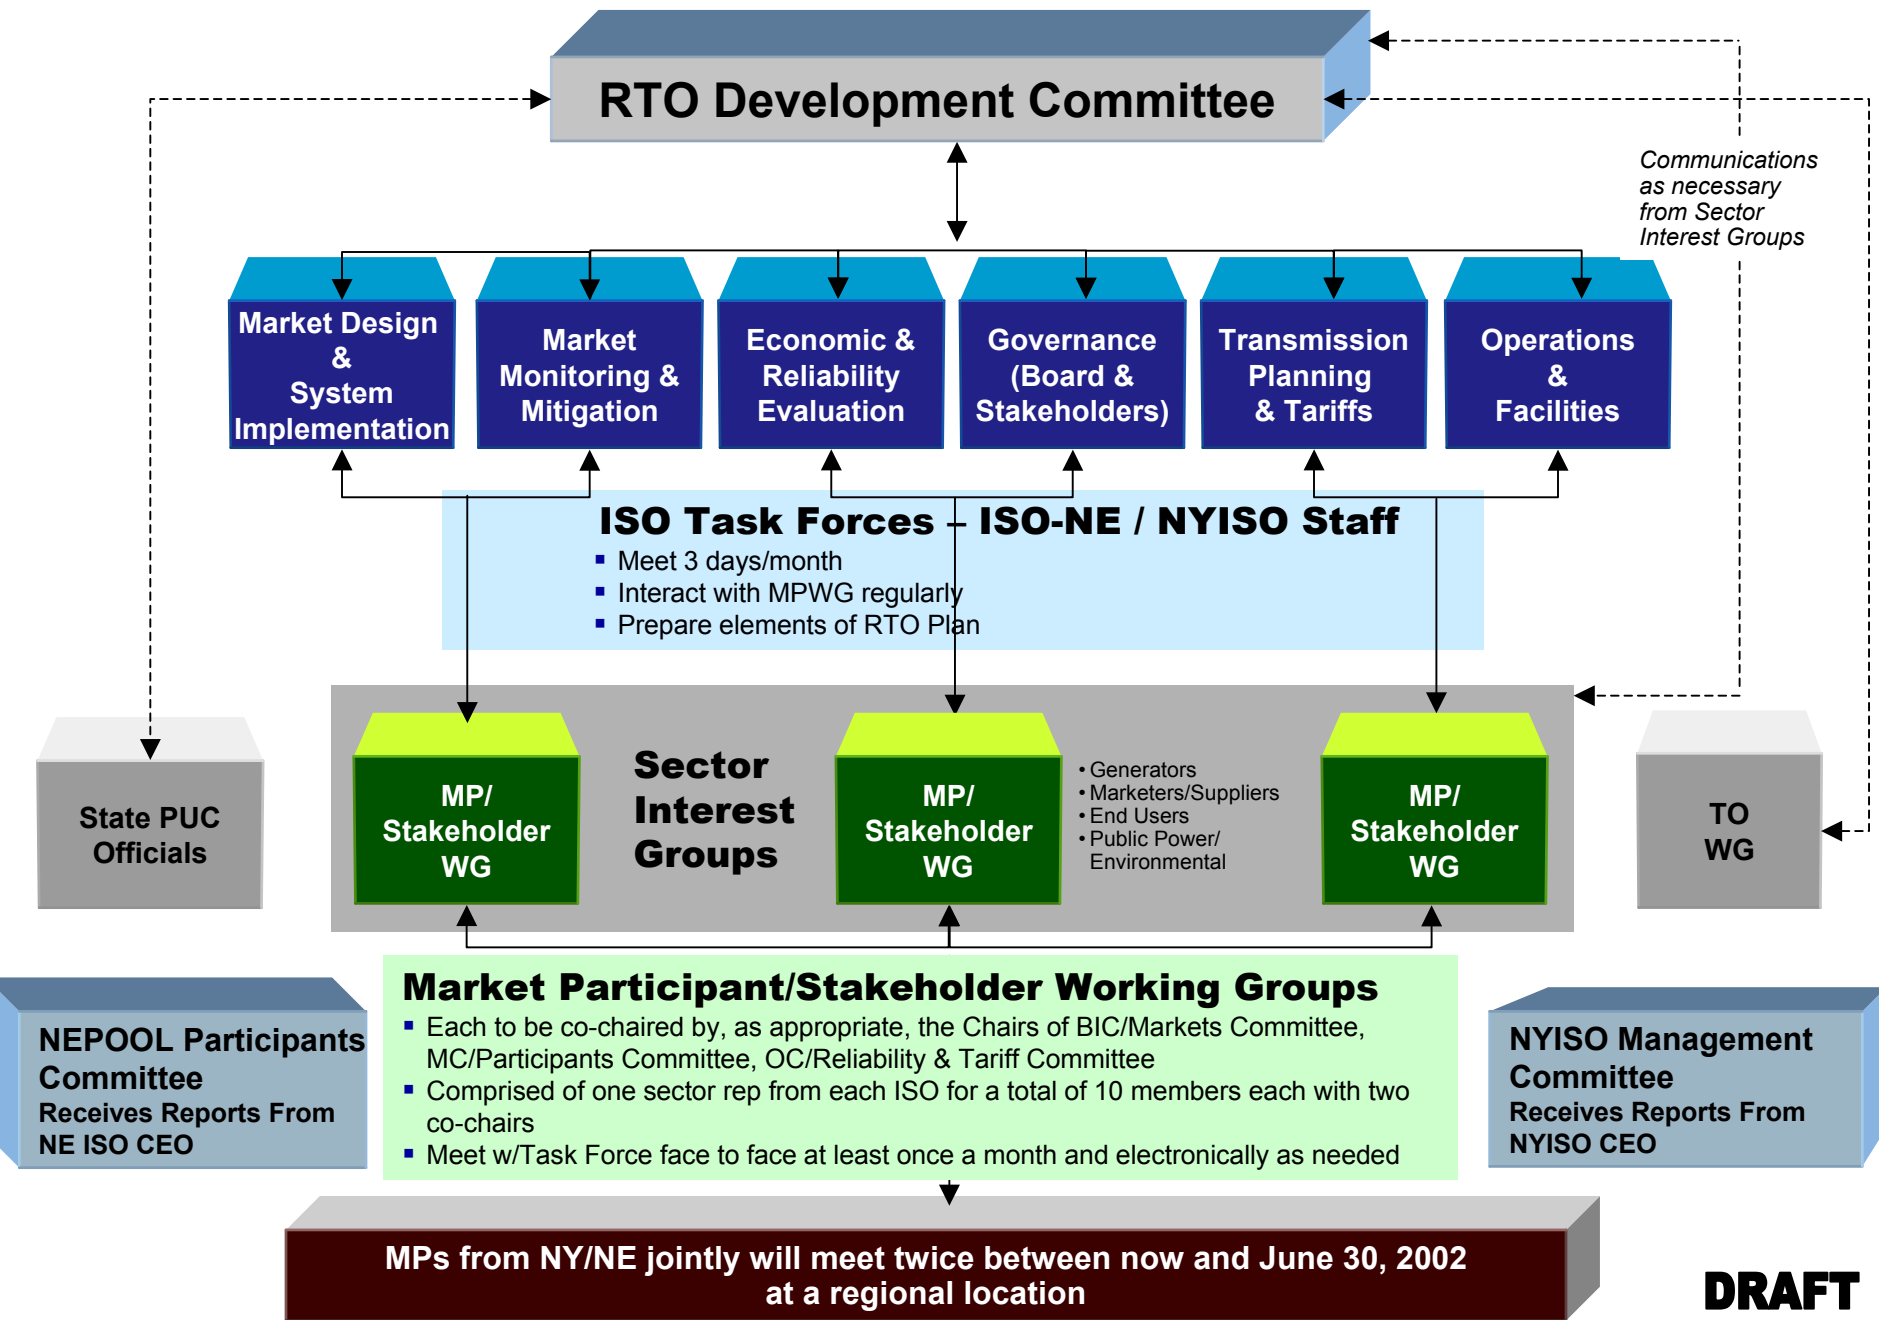 RTO Development Committee
Communications
as necessary
from Sector
Interest Groups
Market Design
&
System
Implementation
Market
Monitoring &
Mitigation
Economic &
Reliability
Evaluation
Governance
(Board &
Stakeholders)
Transmission
Planning
& Tariffs
Operations
&
Facilities
ISO Task Forces – ISO-NE / NYISO Staff
▪ Meet 3 days/month
▪ Interact with MPWG regularly
▪ Prepare elements of RTO Plan
State PUC
Officials
MP/
Stakeholder
WG
Sector
Interest
Groups
MP/
Stakeholder
WG
• Generators
• Marketers/Suppliers
• End Users
• Public Power/
Environmental
MP/
Stakeholder
WG
TO
WG
NEPOOL Participants
Committee
Receives Reports From
NE ISO CEO
Market Participant/Stakeholder Working Groups
▪ Each to be co-chaired by, as appropriate, the Chairs of BIC/Markets Committee,
MC/Participants Committee, OC/Reliability & Tariff Committee
▪ Comprised of one sector rep from each ISO for a total of 10 members each with two
co-chairs
▪ Meet w/Task Force face to face at least once a month and electronically as needed
NYISO Management
Committee
Receives Reports From
NYISO CEO
MPs from NY/NE jointly will meet twice between now and June 30, 2002
at a regional location
DRAFT